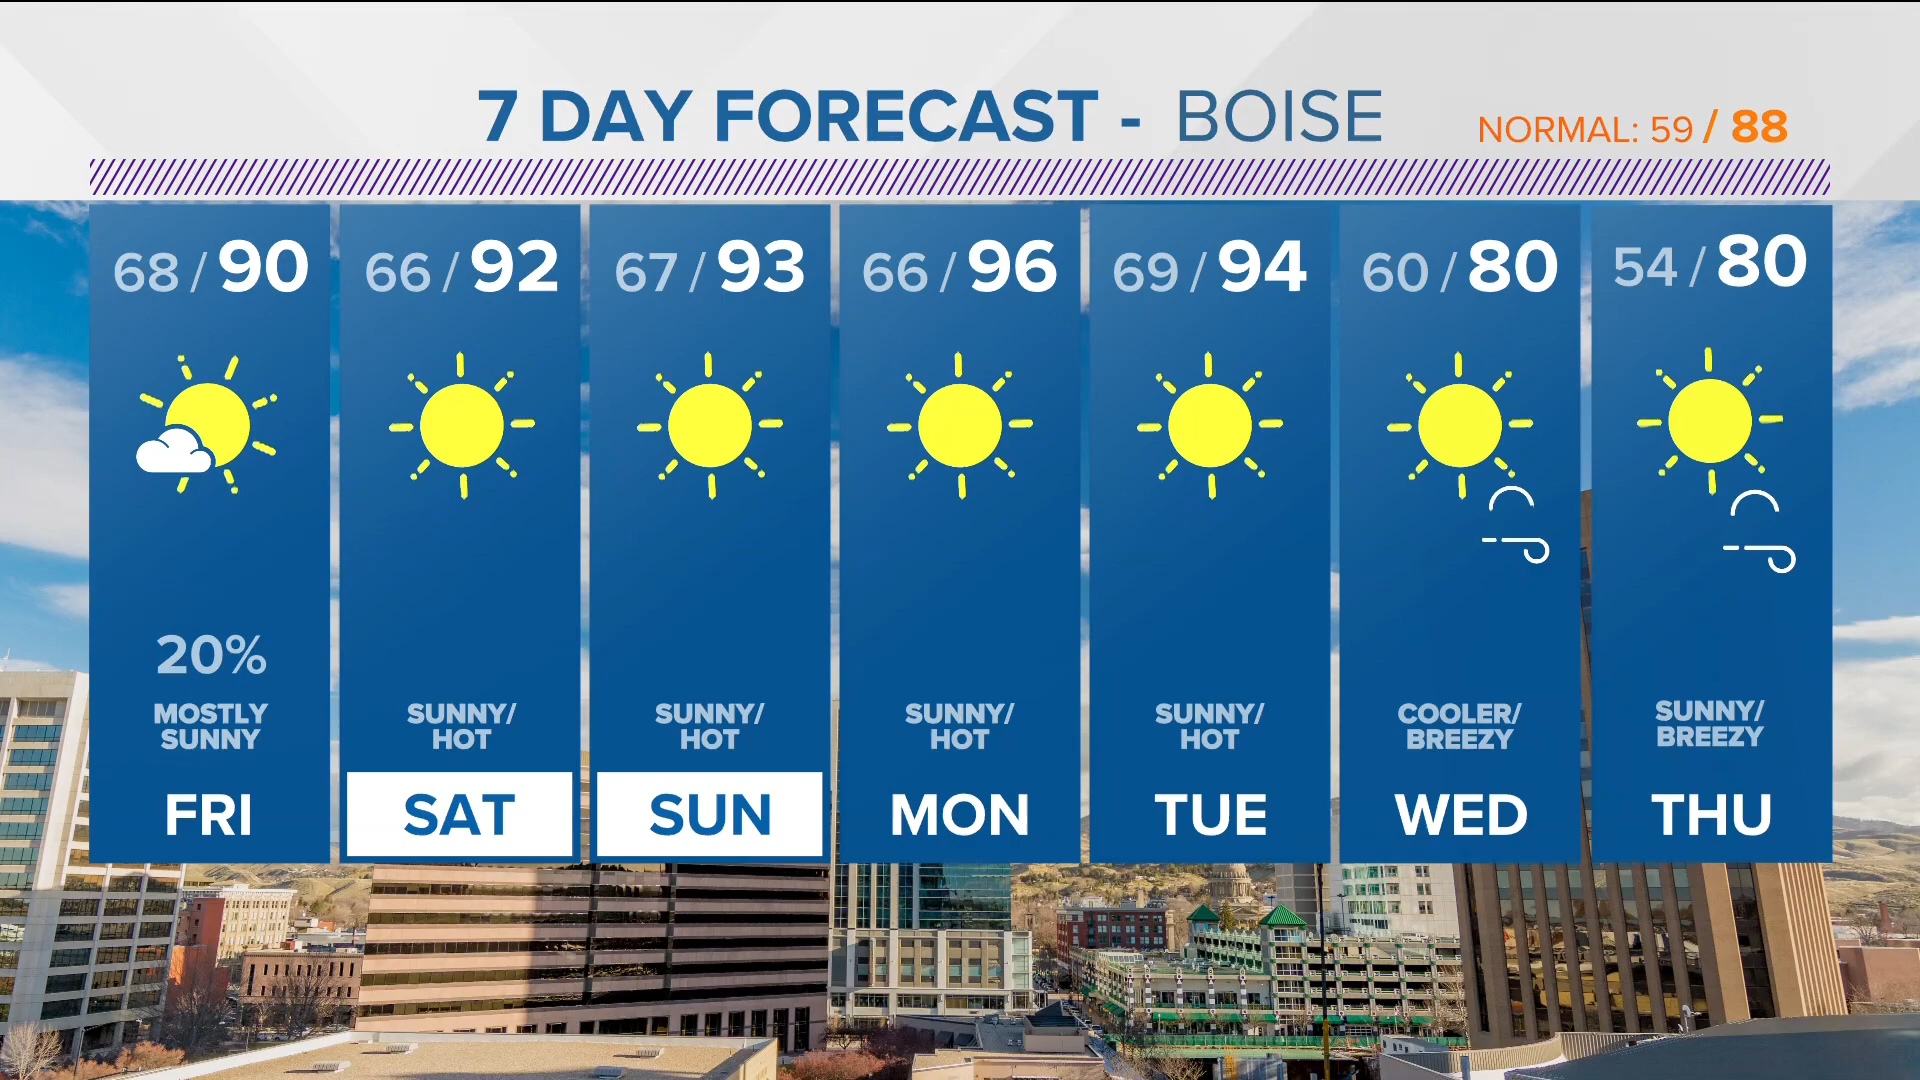 7 DAY FORECAST - BOISE
NORMAL: 59 / 88
68 / 90
20%
MOSTLY
SUNNY
FRI
66 / 92
SUNNY/
HOT
SAT
67 / 93
SUNNY/
HOT
SUN
66 / 96
SUNNY/
HOT
MON
69 / 94
SUNNY/
HOT
TUE
60 / 80
COOLER/
BREEZY
WED
54 / 80
SUNNY/
BREEZY
THU